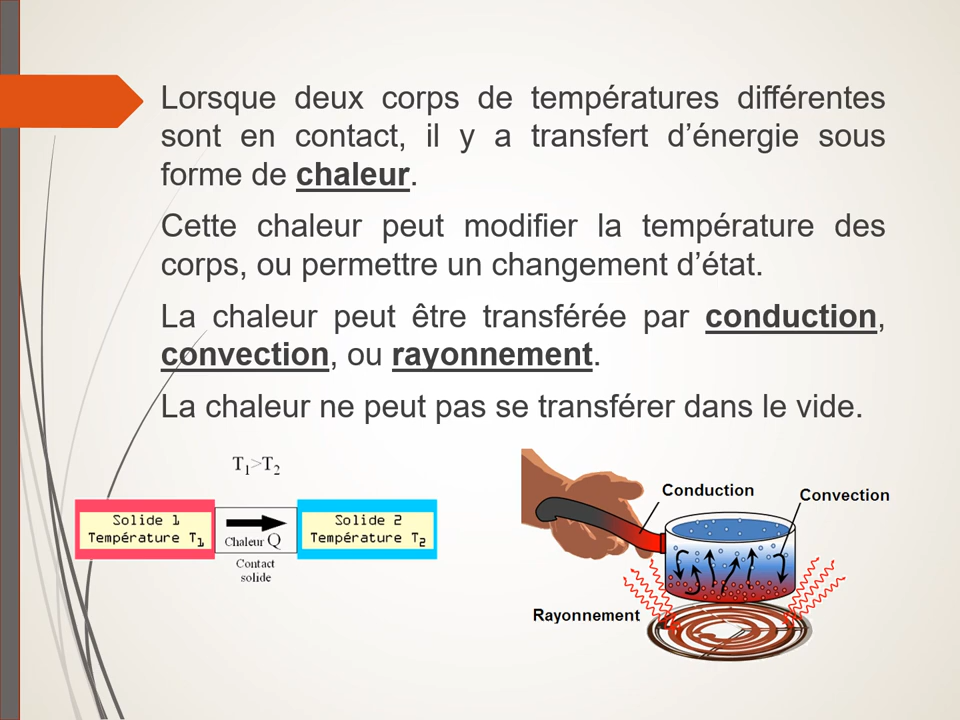 Lorsque deux corps de températures différentes
sont en contact, il y a transfert d’énergie sous
forme de chaleur.
Cette chaleur peut modifier la température des
corps, ou permettre un changement d’état.
La chaleur peut être transférée par conduction,
convection, ou rayonnement.
La chaleur ne peut pas se transférer dans le vide.
T1>T2
Solide 1
Température T1
Chaleur Q
Contact
solide
Solide 2
Température T2
Conduction
Convection
Rayonnement